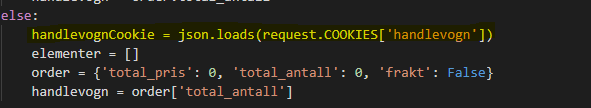 handlevogn = order.total_antall
else:
handlevognCookie = json.loads(request.COOKIES['handlevogn'])
elementer = []
order = {'total_pris': 0, 'total_antall': 0, 'frakt': False}
handlevogn = order['total_antall']